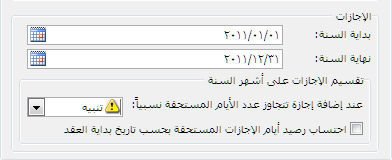 الإجازات
بداية السنة: ٢٠١١/٠١/٠١
نهاية السنة: ٢٠١١/١٢/٣١
تقسيم الإجازات على أشهر السنة
عند إضافة إجازة تتجاوز عدد الأيام المستحقة نسبياً: تنبيه
احتساب رصيد أيام الإجازات المستحقة بحسب تاريخ بداية العقد